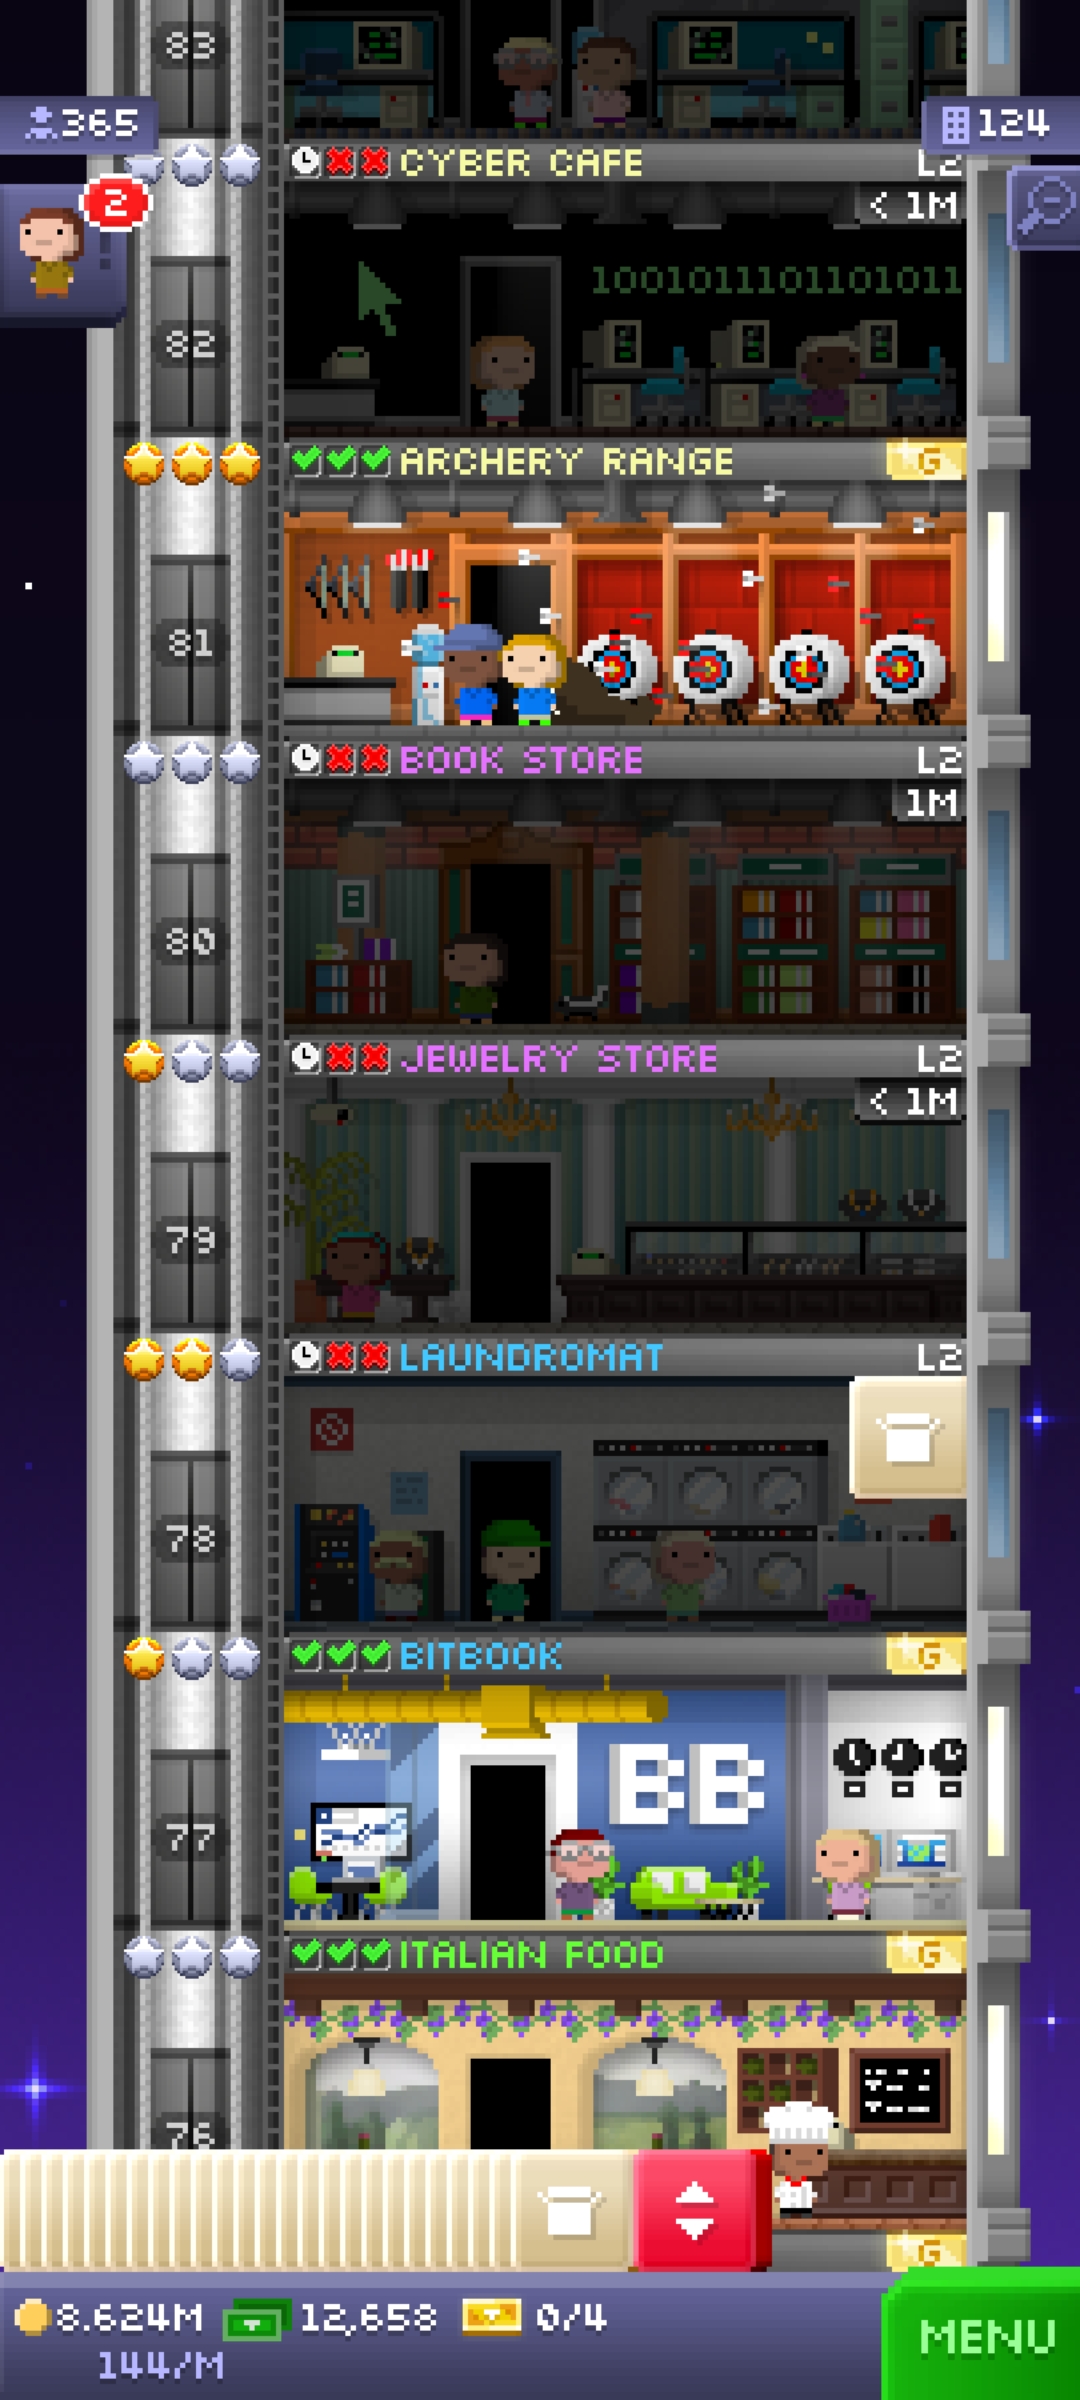 83
365
124
CYBER CAFE
L2
2
< 1M
100101110110101011
82
ARCHERY RANGE
G
81
BOOK STORE
L2
1M
80
JEWELRY STORE
L2
< 1M
79
LAUNDROMAT
L2
78
BITBOOK
G
BB
77
ITALIAN FOOD
G
76
G
8.624M
12,658
0/4
144/M
MENU